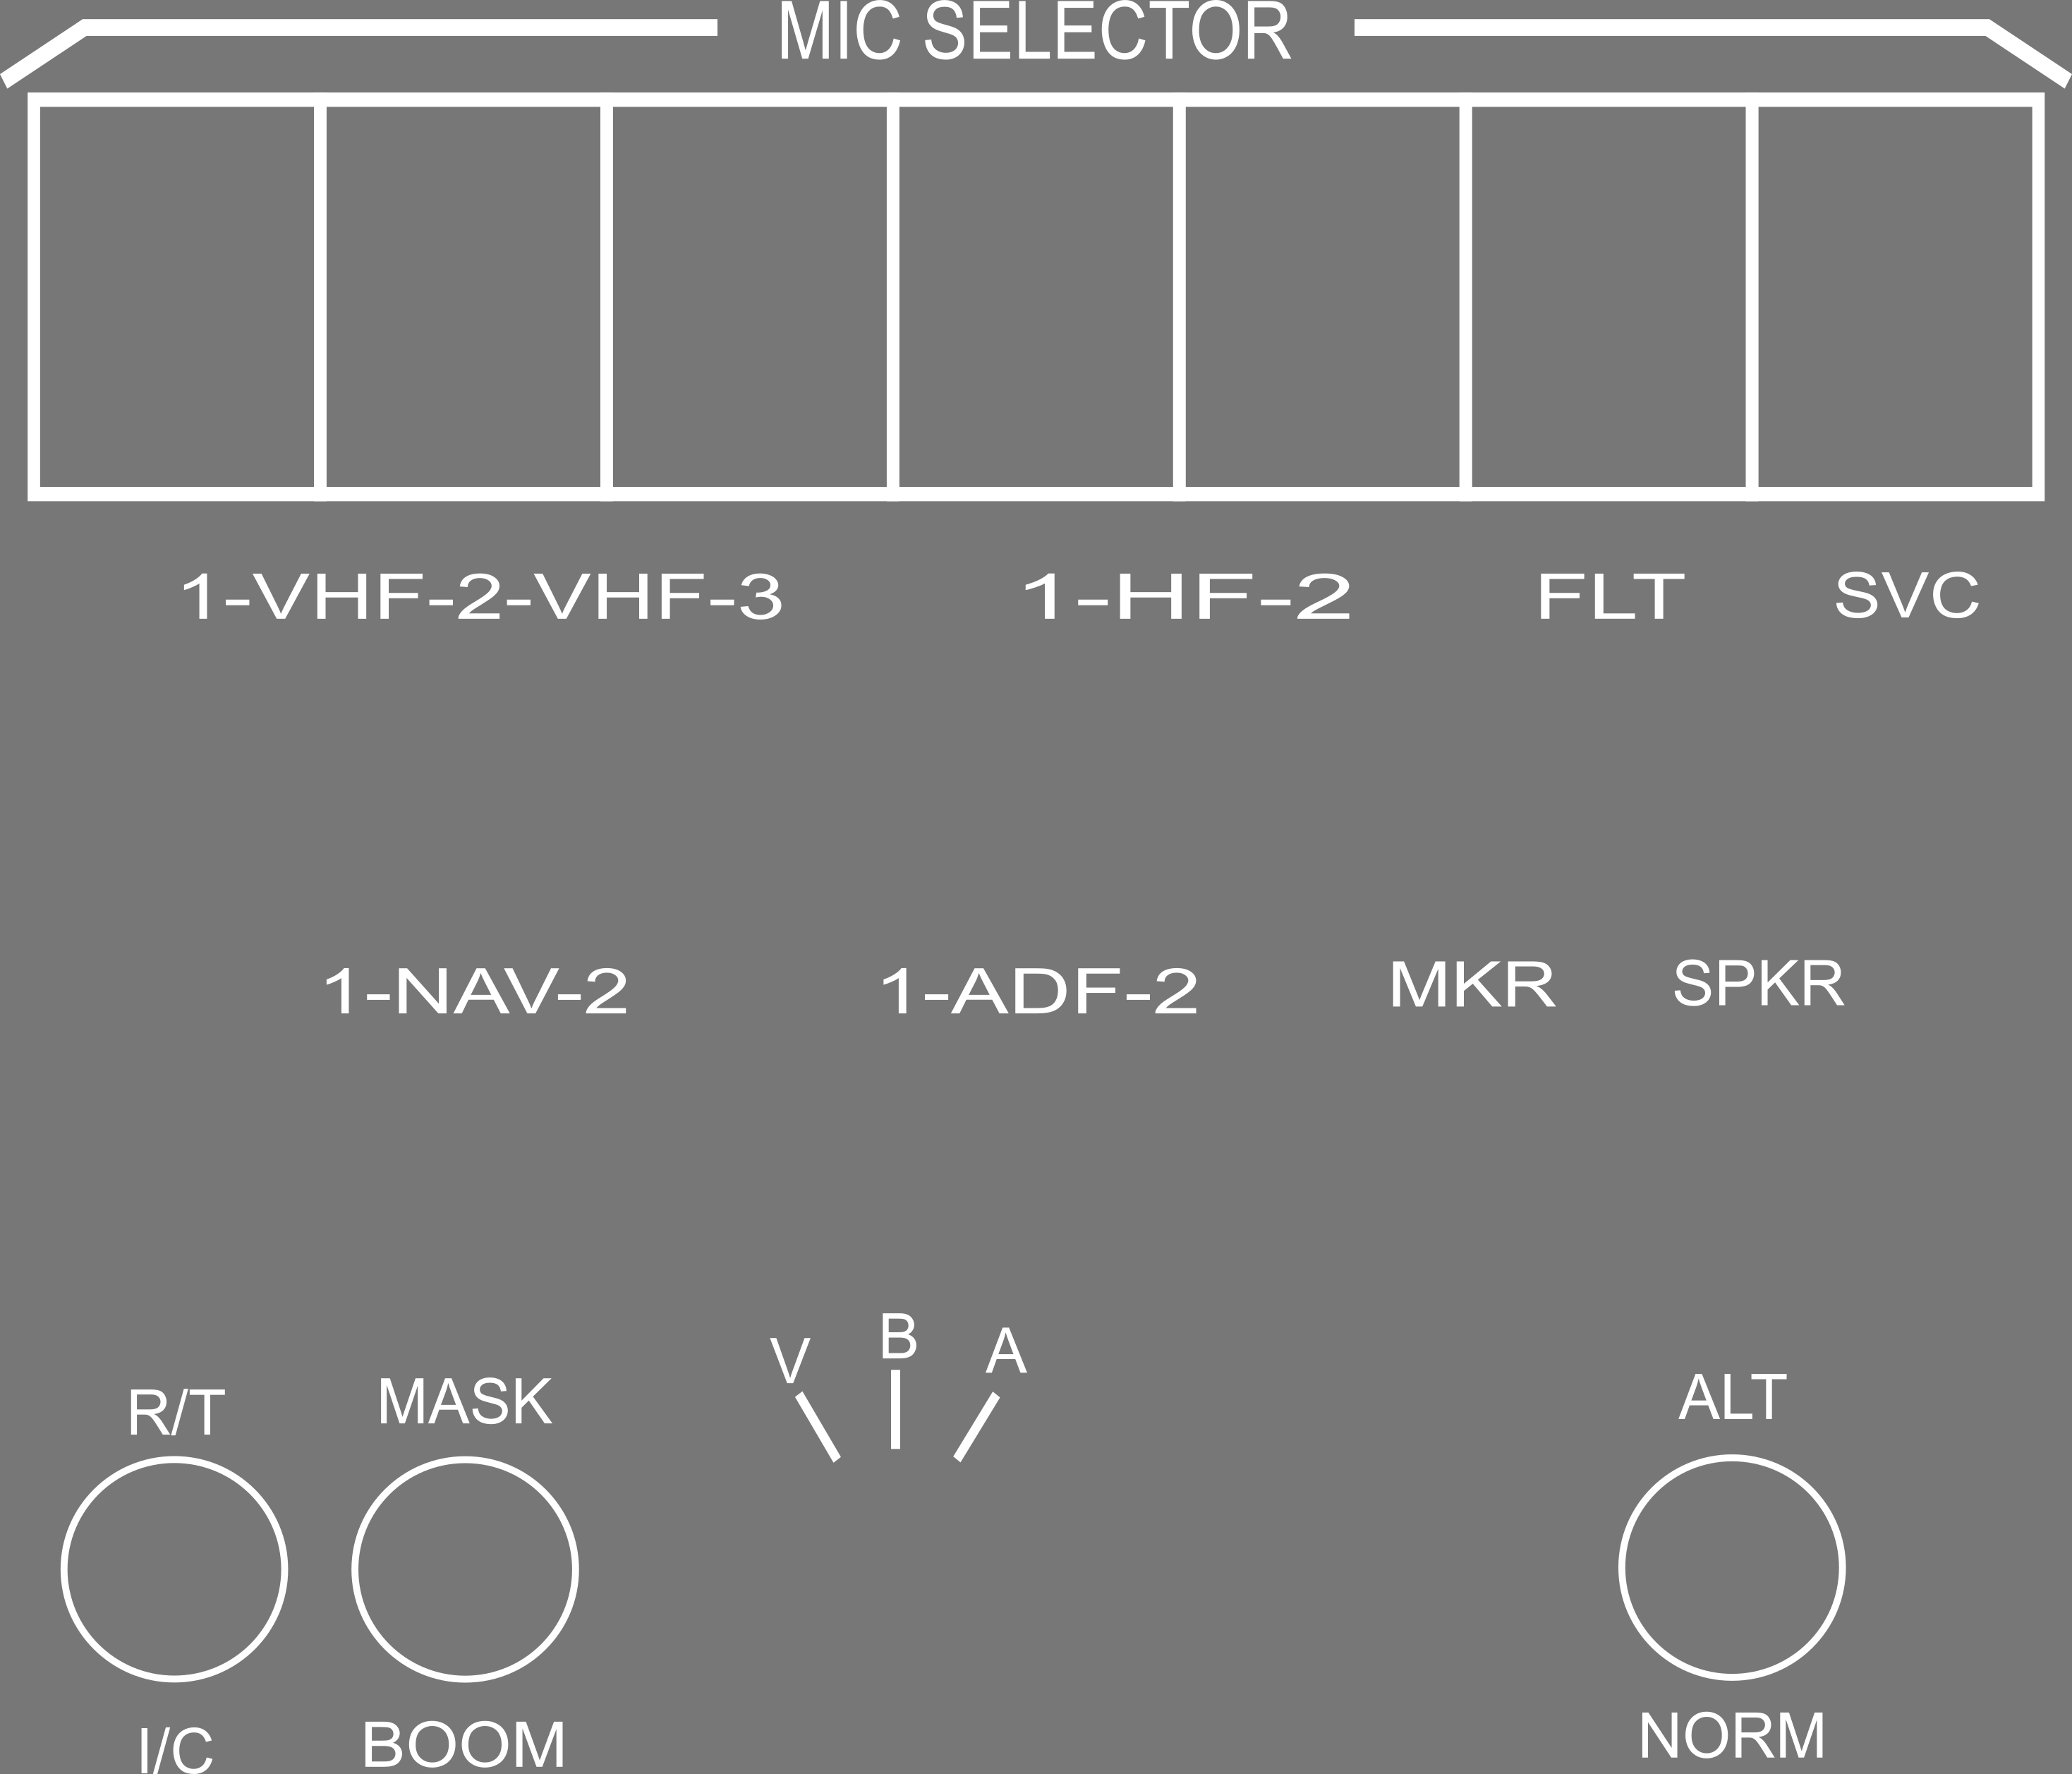 MIC SELECTOR
1-VHF-2-VHF-3 1-HF-2 FLT SVC
1-NAV-2 1-ADF-2 MKR SKPR
V B A
R/T MASK ALT
I/C BOOM NORM